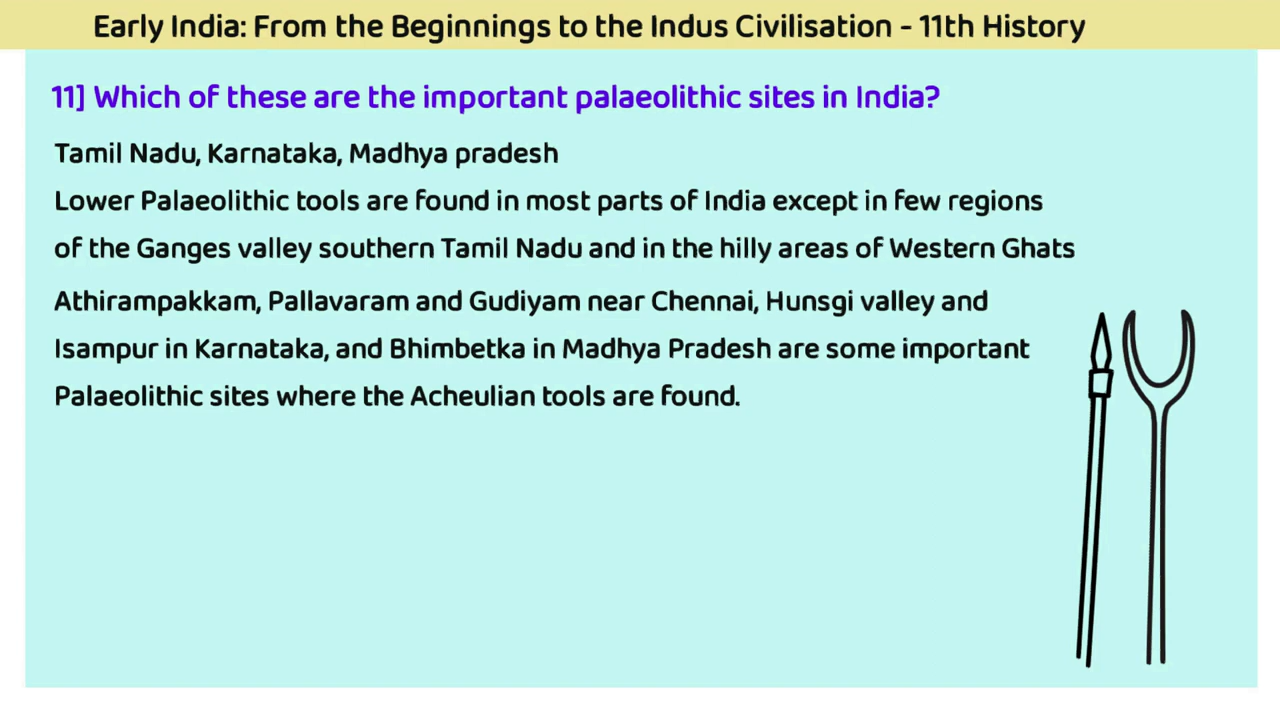 Early India: From the Beginnings to the Indus Civilisation - 11th History
11] Which of these are the important palaeolithic sites in India?
Tamil Nadu, Karnataka, Madhya pradesh
Lower Palaeolithic tools are found in most parts of India except in few regions
of the Ganges valley southern Tamil Nadu and in the hilly areas of Western Ghats
Athirampakkam, Pallavaram and Gudiyam near Chennai, Hunsgi valley and
Isampur in Karnataka, and Bhimbetka in Madhya Pradesh are some important
Palaeolithic sites where the Acheulian tools are found.